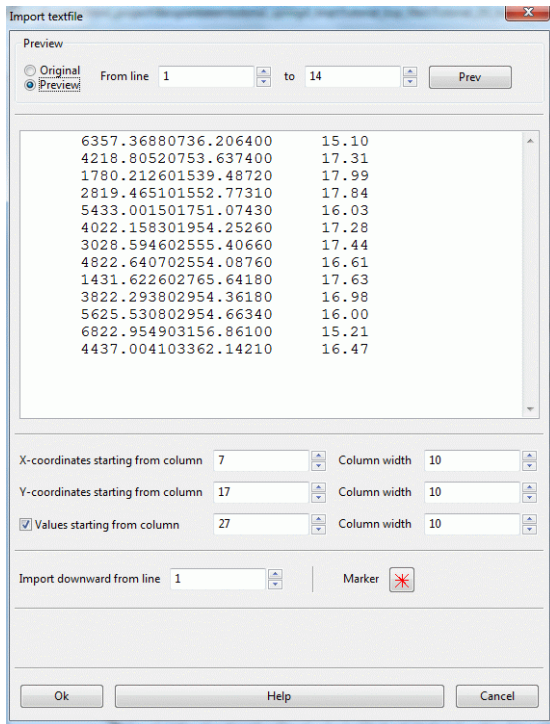 Import textfile
Preview
Original
Preview
From line 1 to 14 Prev
6357.36880736.206400 15.10
4218.80520753.637400 17.31
1780.212601539.48720 17.99
2819.465101552.77310 17.84
5433.001501751.07430 16.03
4022.158301954.25260 17.28
3028.594602555.40660 17.44
4822.640702554.08760 16.61
1431.622602765.64180 17.63
3822.293802954.36180 16.98
5625.530802954.66340 16.00
6822.954903156.86100 15.21
4437.004103362.14210 16.47
X-coordinates starting from column 7 Column width 10
Y-coordinates starting from column 17 Column width 10
Values starting from column 27 Column width 10
Import downward from line 1 Marker
Ok Help Cancel